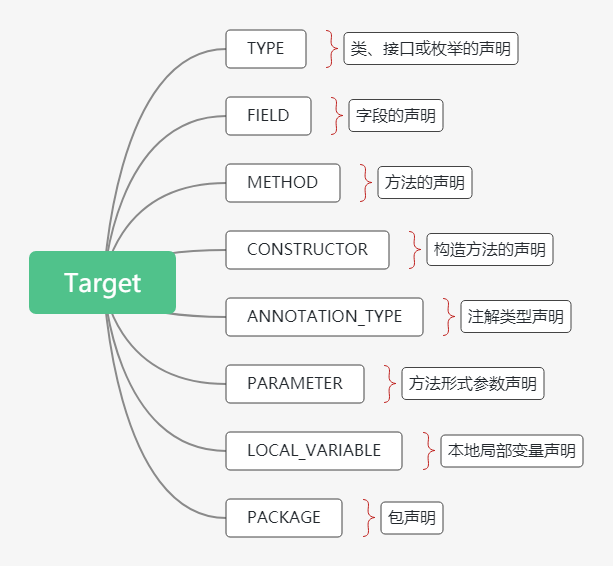 Target
TYPE
类、接口或枚举的声明
FIELD
字段的声明
METHOD
方法的声明
CONSTRUCTOR
构造方法的声明
ANNOTATION_TYPE
注解类型声明
PARAMETER
方法形式参数声明
LOCAL_VARIABLE
本地局部变量声明
PACKAGE
包声明